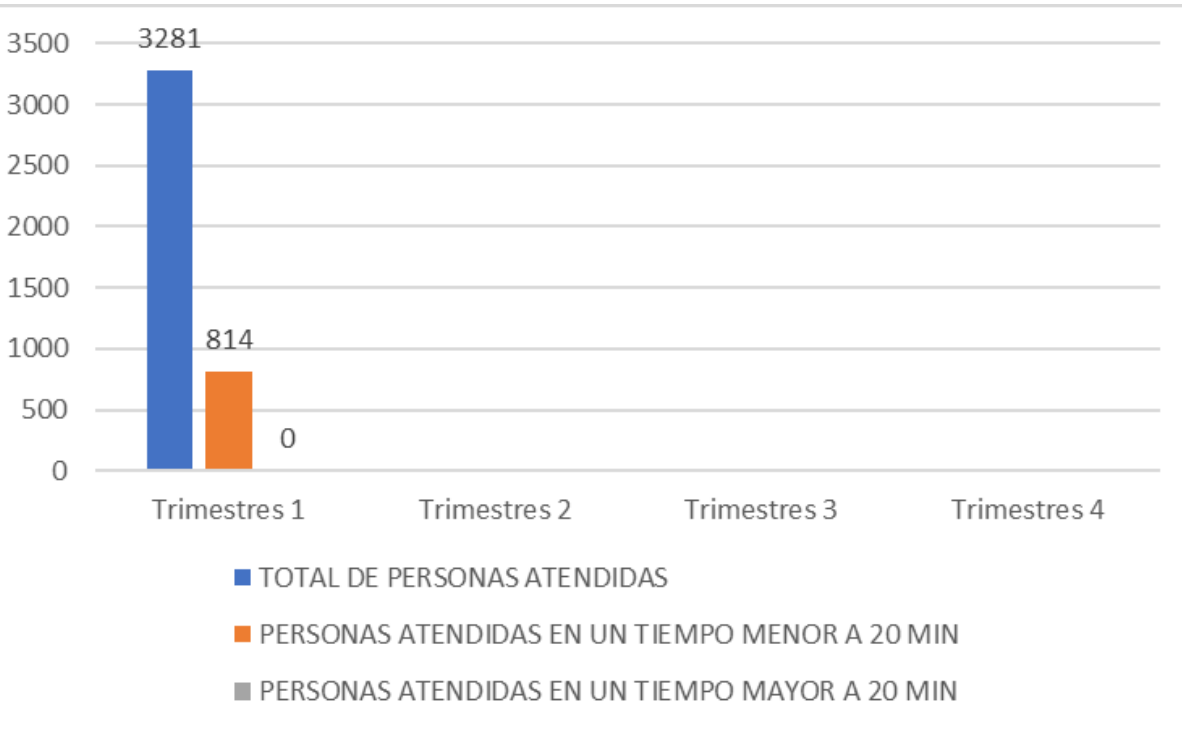 3500
3281
3000
2500
2000
1500
1000
814
500
0
0
Trimestres 1 Trimestres 2 Trimestres 3 Trimestres 4
TOTAL DE PERSONAS ATENDIDAS
PERSONAS ATENDIDAS EN UN TIEMPO MENOR A 20 MIN
PERSONAS ATENDIDAS EN UN TIEMPO MAYOR A 20 MIN